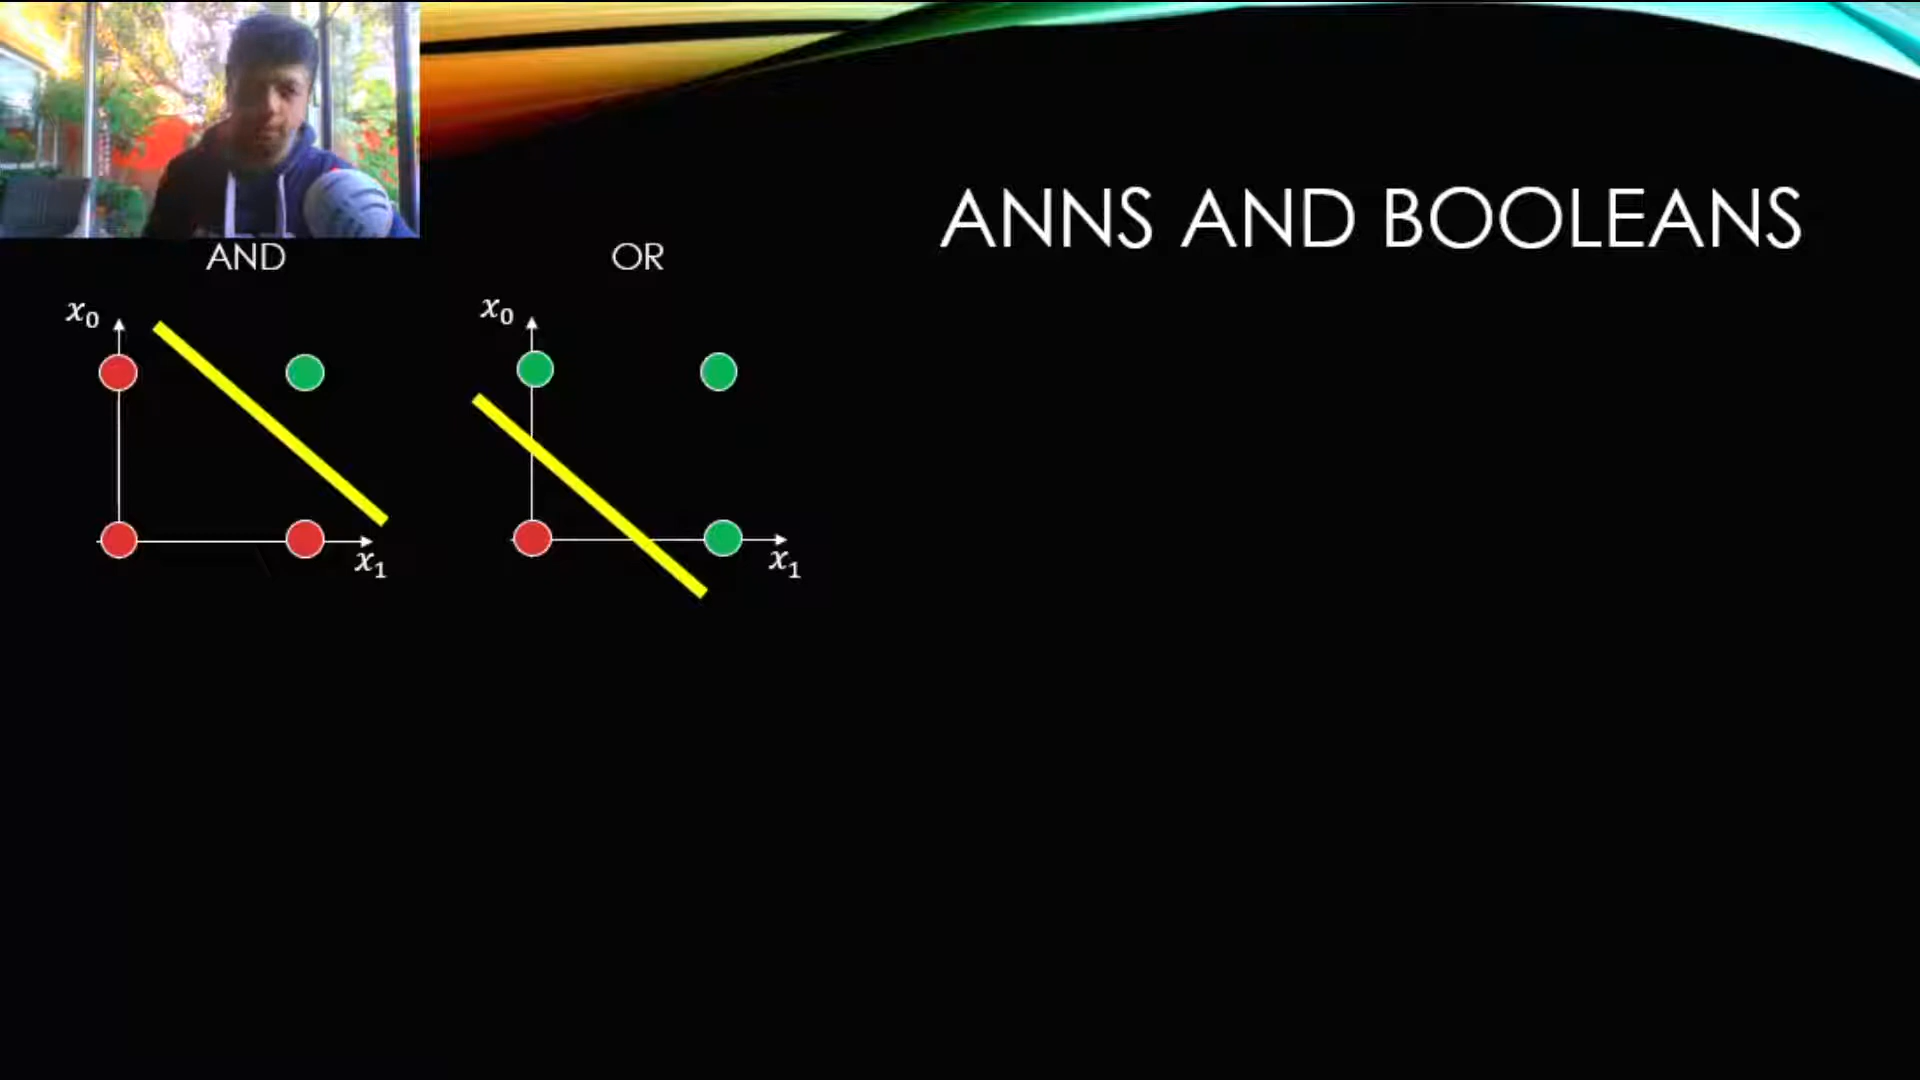 ANNS AND BOOLEANS
AND
OR
x₀
x₀
x₁
x₁